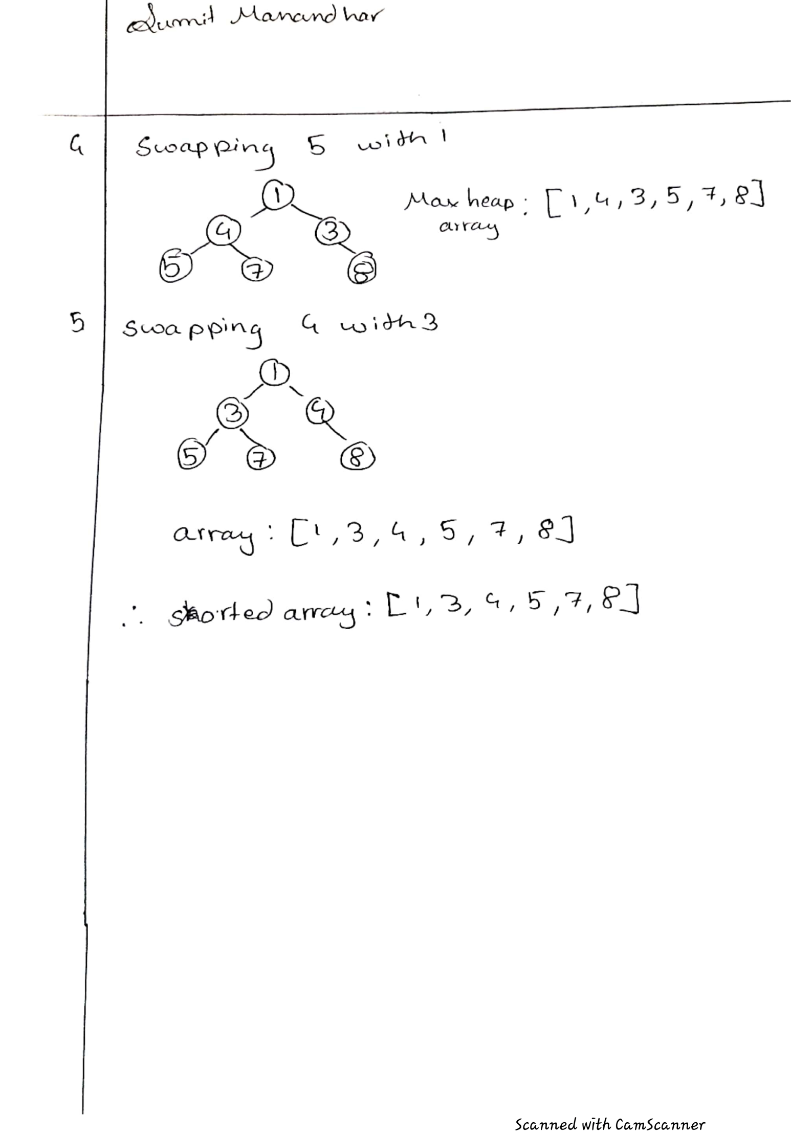 Sumit Manandhar
4 Swapping 5 with 1
1
4 3
5 7 8
Max heap : [1, 4, 3, 5, 7, 8]
array
5 swapping 4 with 3
1
3 4
5 7 8
array : [1, 3, 4, 5, 7, 8]
∴ shorted array : [1, 3, 4, 5, 7, 8]
Scanned with CamScanner